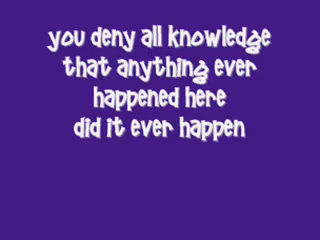 you deny all knowledge
that anything ever
happened here
did it ever happen